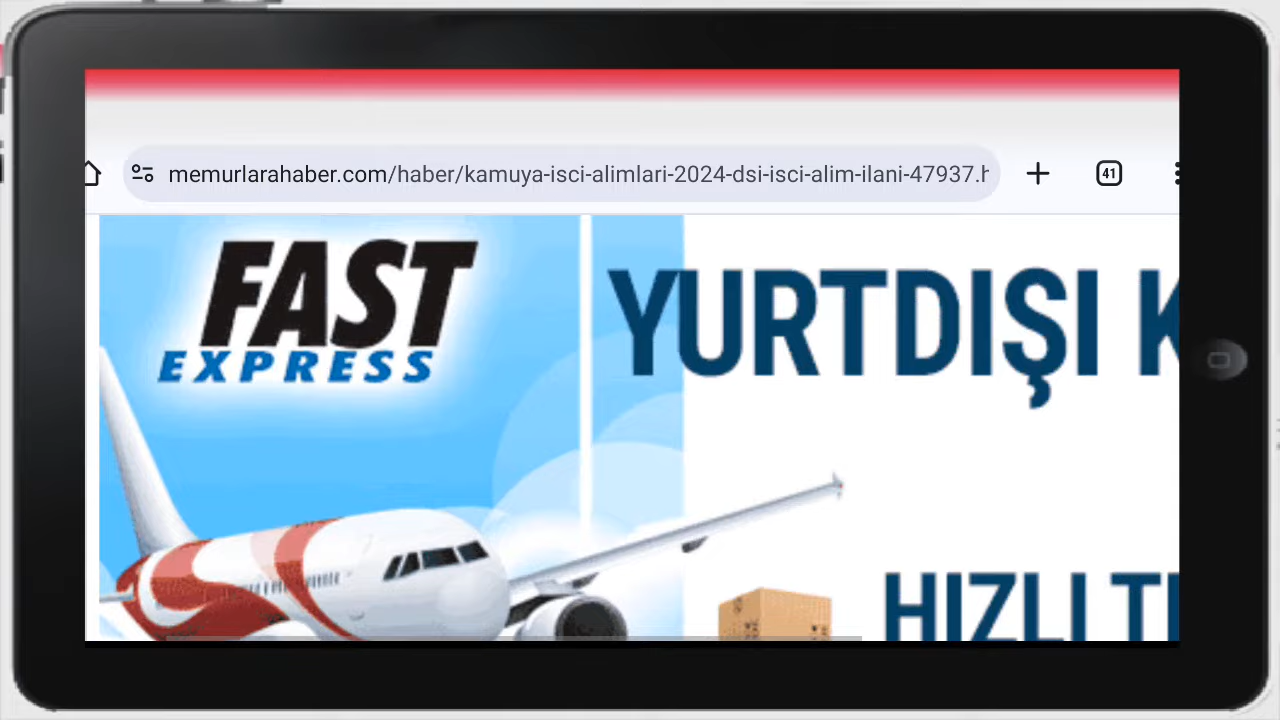 memurlarahaber.com/haber/kamuya-isci-alimlari-2024-dsi-isci-alim-ilani-47937.h
41
FAST
EXPRESS
YURTDIŞI K
HIZLI T